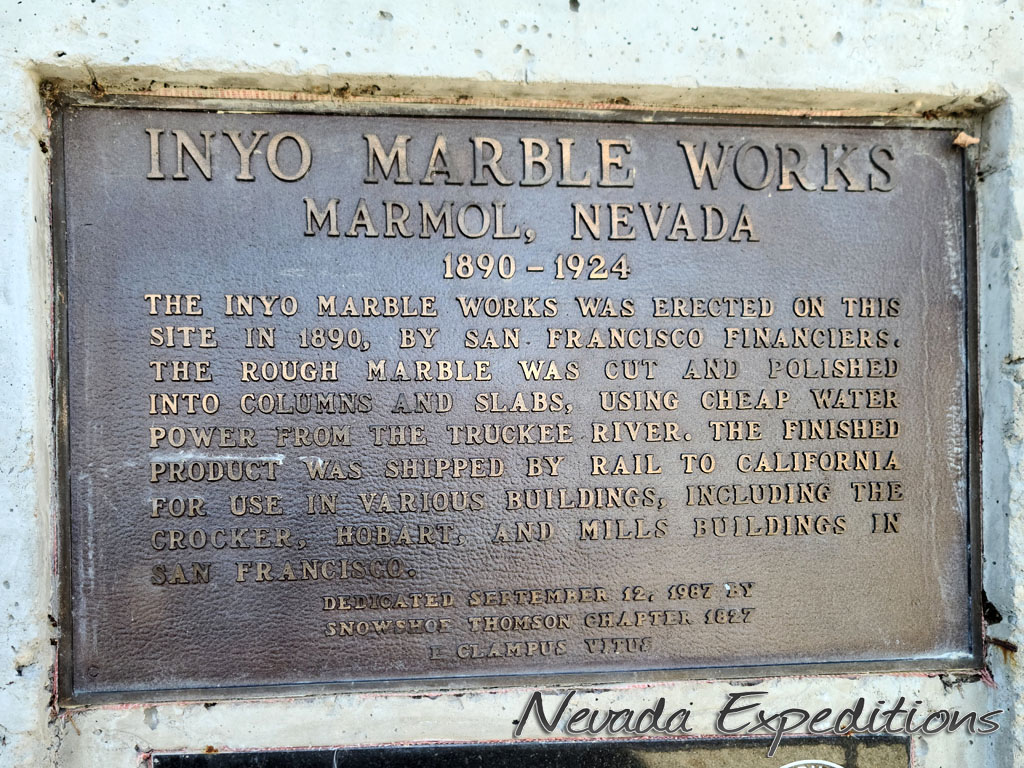 INYO MARBLE WORKS
MARMOL, NEVADA
1890 – 1924
THE INYO MARBLE WORKS WAS ERECTED ON THIS
SITE IN 1890, BY SAN FRANCISCO FINANCIERS.
THE ROUGH MARBLE WAS CUT AND POLISHED
INTO COLUMNS AND SLABS, USING CHEAP WATER
POWER FROM THE TRUCKEE RIVER. THE FINISHED
PRODUCT WAS SHIPPED BY RAIL TO CALIFORNIA
FOR USE IN VARIOUS BUILDINGS, INCLUDING THE
CROCKER, HOBART, AND MILLS BUILDINGS IN
SAN FRANCISCO.
DEDICATED SEPTEMBER 12, 1987 BY
SNOWSHOE THOMSON CHAPTER 1827
E CLAMPUS VITUS
Nevada Expeditions